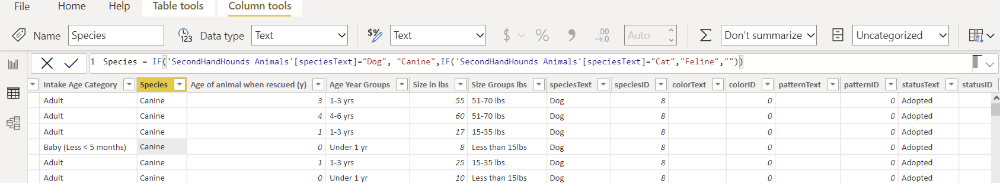 File Home Help Table tools Column tools
Name Species 123 Data type Text $% Text $ % 9 .00 →.0 Auto Σ Don't summarize Uncategorized
1 Species = IF('SecondHandHounds Animals'[speciesText]="Dog", "Canine",IF('SecondHandHounds Animals'[speciesText]="Cat","Feline",""))
Intake Age Category Species Age of animal when rescued (y) Age Year Groups Size in lbs Size Groups lbs speciesText speciesID colorText colorID patternText patternID statusText statusID
Adult Canine 3 1-3 yrs 55 51-70 lbs Dog 8 0 0 Adopted
Adult Canine 4 4-6 yrs 60 51-70 lbs Dog 8 0 0 Adopted
Adult Canine 1 1-3 yrs 17 15-35 lbs Dog 8 0 0 Adopted
Baby (Less < 5 months) Canine 0 Under 1 yr 8 Less than 15lbs Dog 8 0 0 Adopted
Adult Canine 1 1-3 yrs 25 15-35 lbs Dog 8 0 0 Adopted
Adult Canine 0 Under 1 yr 10 Less than 15lbs Dog 8 0 0 Adopted